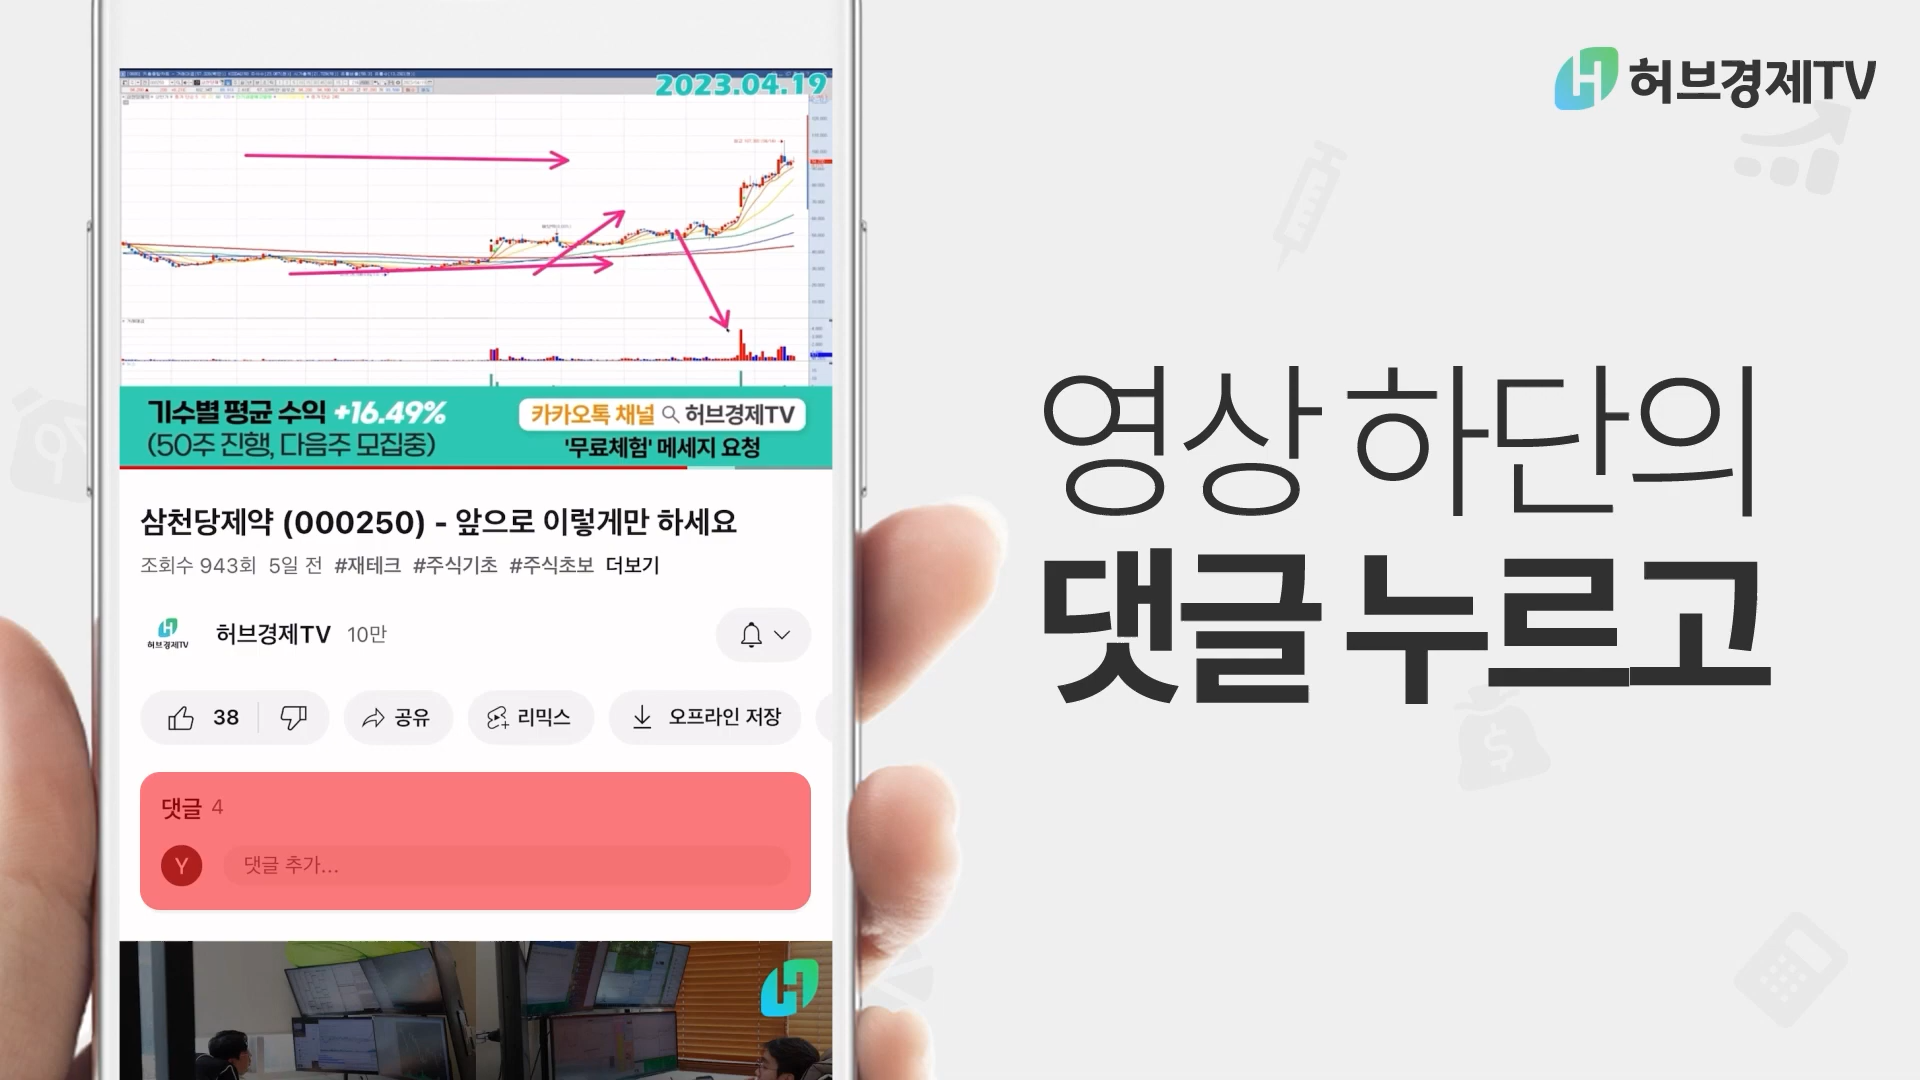 2023.04.19
기수별 평균 수익 +16.49%
(50주 진행, 다음주 모집중)
카카오톡 채널 허브경제TV
'무료체험' 메세지 요청
삼천당제약 (000250) - 앞으로 이렇게만 하세요
조회수 943회 5일 전 #재테크 #주식기초 #주식초보 더보기
허브경제TV
허브경제TV 10만
38
공유
리믹스
오프라인 저장
댓글 4
Y
댓글 추가...
허브경제TV
영상 하단의
댓글 누르고